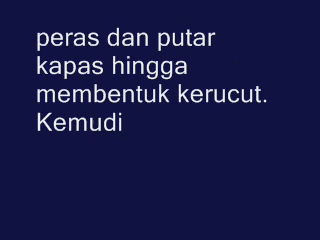 peras dan putar
kapas hingga
membentuk kerucut.
Kemudi